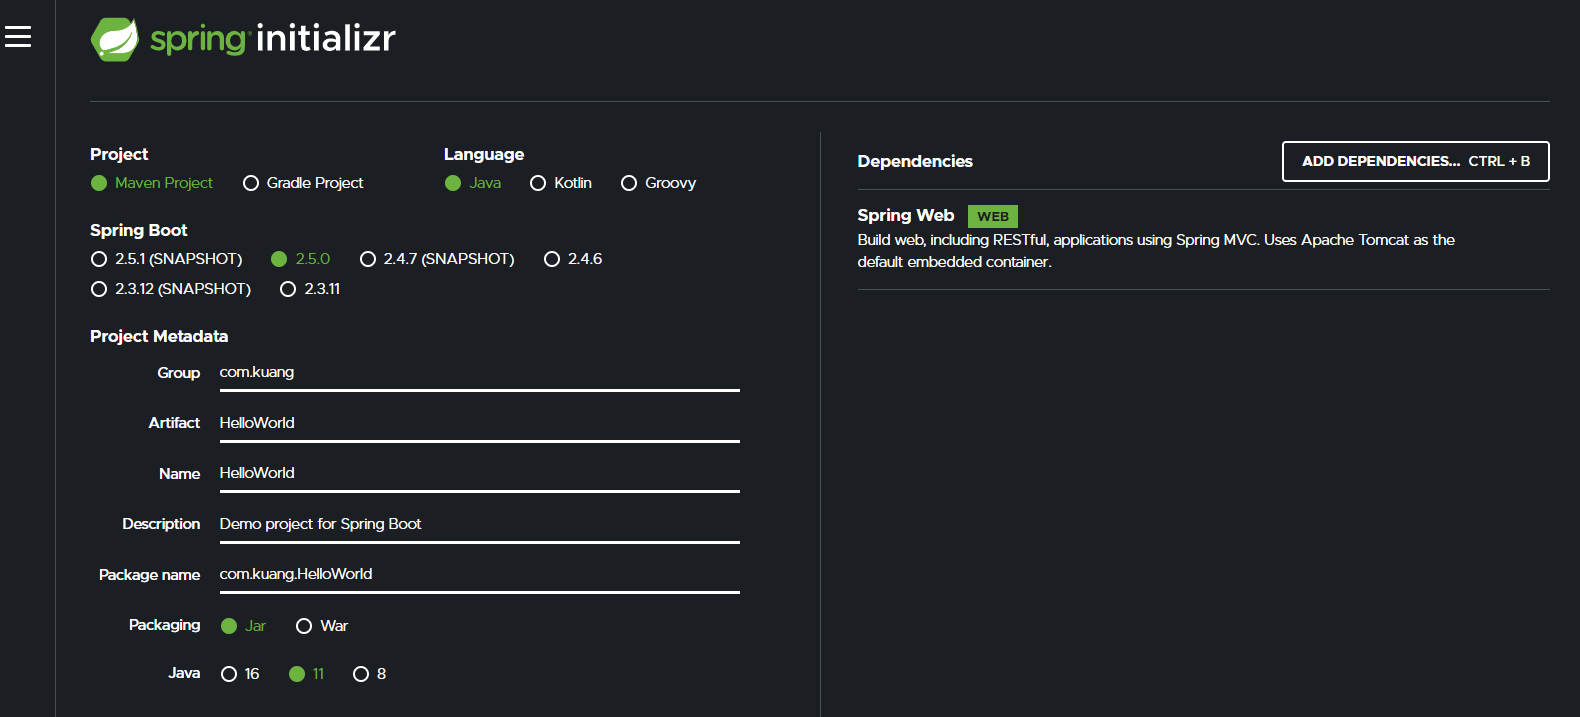 spring initializr
Project
Maven Project Gradle Project
Language
Java Kotlin Groovy
Spring Boot
2.5.1 (SNAPSHOT) 2.5.0 2.4.7 (SNAPSHOT) 2.4.6
2.3.12 (SNAPSHOT) 2.3.11
Project Metadata
Group com.kuang
Artifact HelloWorld
Name HelloWorld
Description Demo project for Spring Boot
Package name com.kuang.HelloWorld
Packaging Jar War
Java 16 11 8
Dependencies
ADD DEPENDENCIES... CTRL + B
Spring Web WEB
Build web, including RESTful, applications using Spring MVC. Uses Apache Tomcat as the
default embedded container.